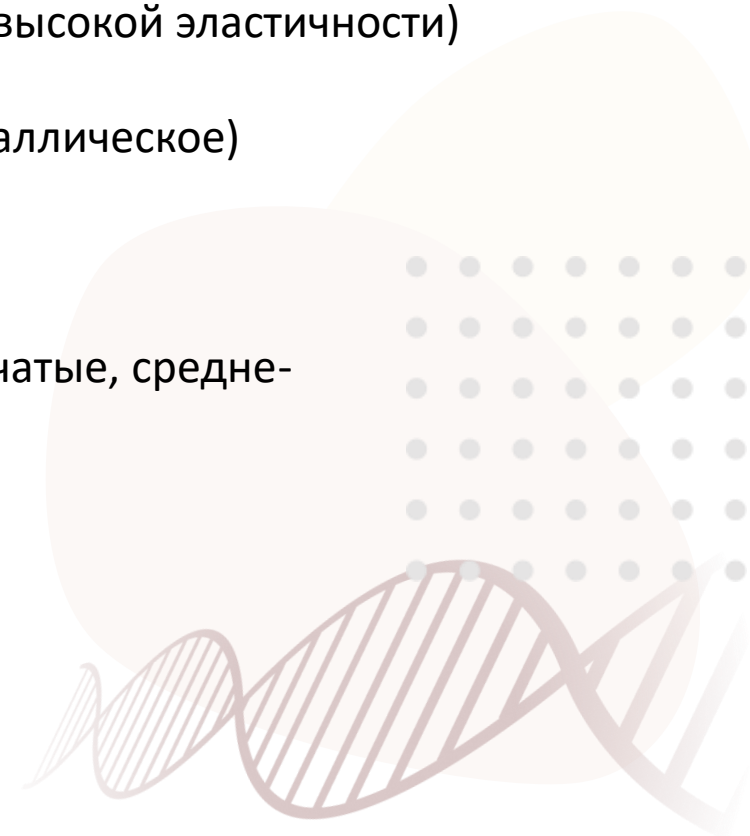 высокой эластичности)
аллическое)
чатые, средне-